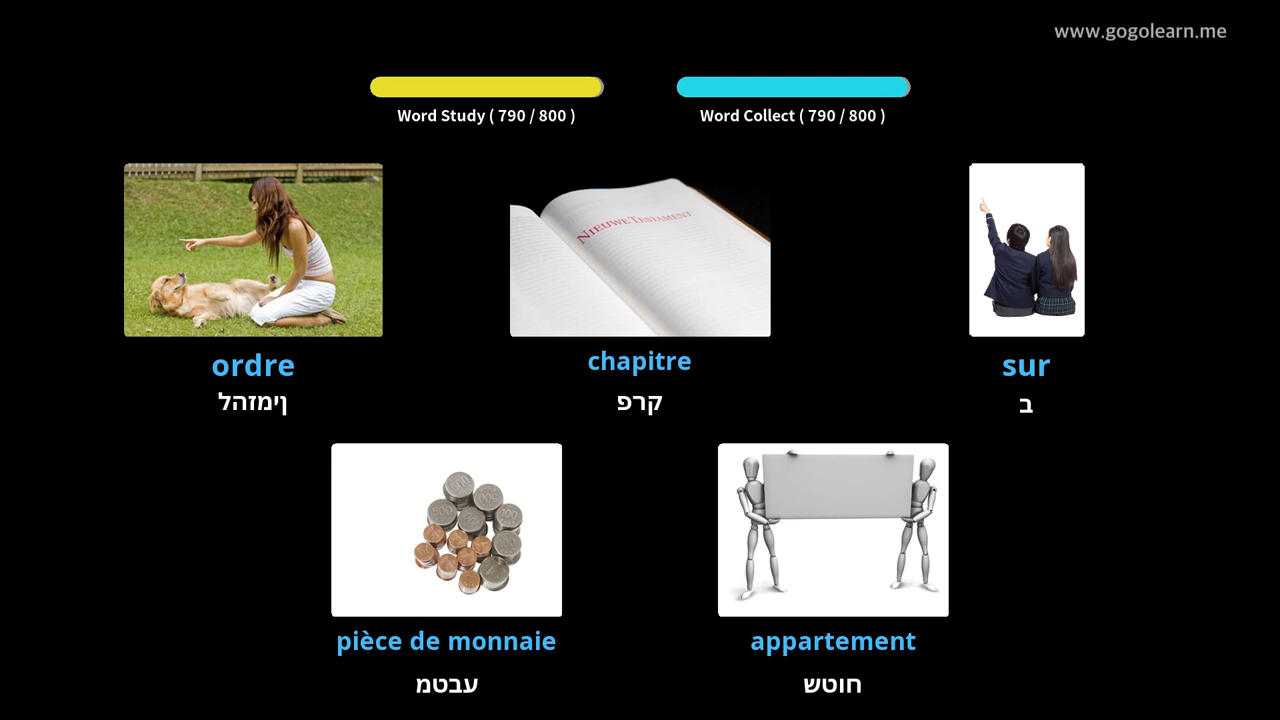 www.gogolearn.me
Word Study ( 790 / 800 )
Word Collect ( 790 / 800 )
ordre
ןימזהל
chapitre
קרפ
sur
ב
NIEUWE TESTAMENT
pièce de monnaie
עבטמ
appartement
חוטש